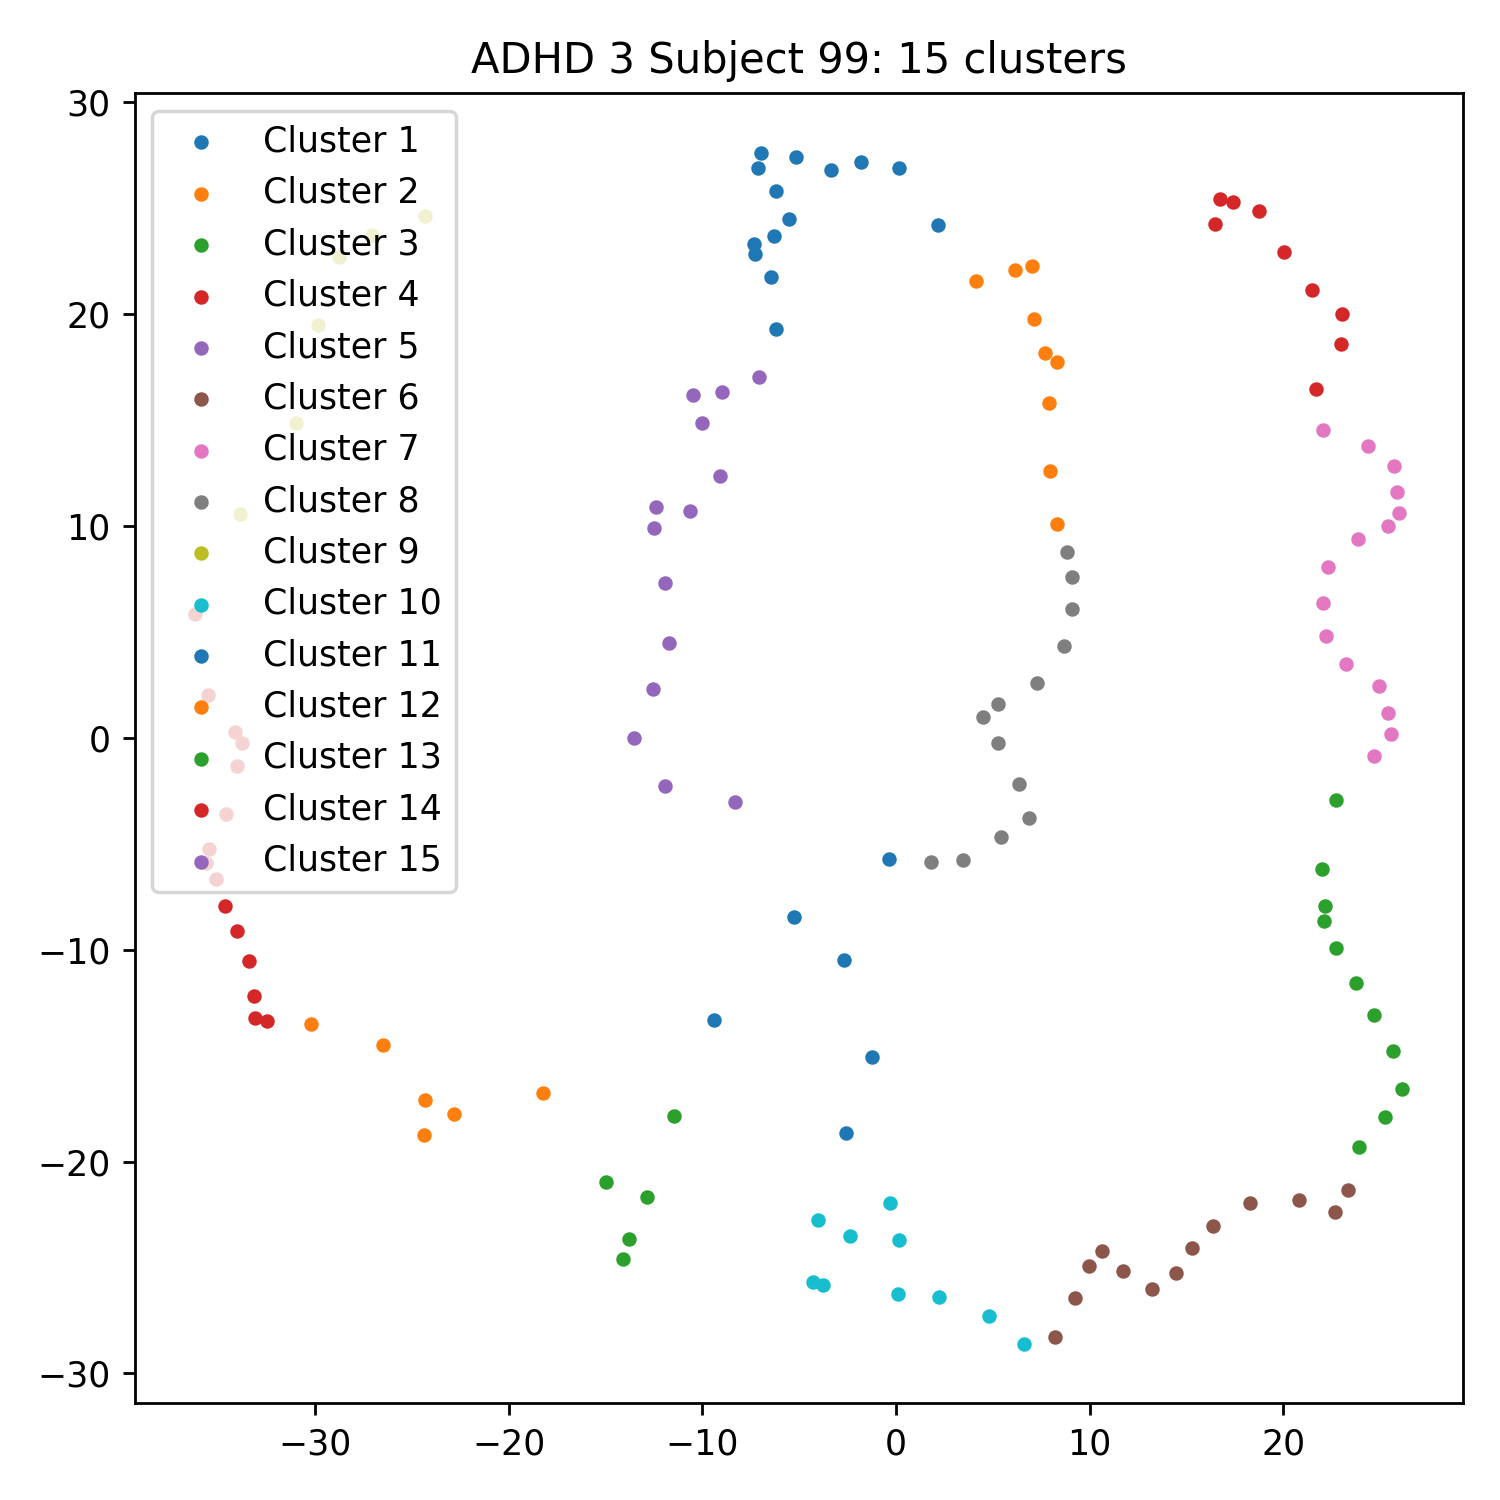 ADHD 3 Subject 99: 15 clusters
30
20
10
0
−10
−20
−30
Cluster 1
Cluster 2
Cluster 3
Cluster 4
Cluster 5
Cluster 6
Cluster 7
Cluster 8
Cluster 9
Cluster 10
Cluster 11
Cluster 12
Cluster 13
Cluster 14
Cluster 15
−30 −20 −10 0 10 20